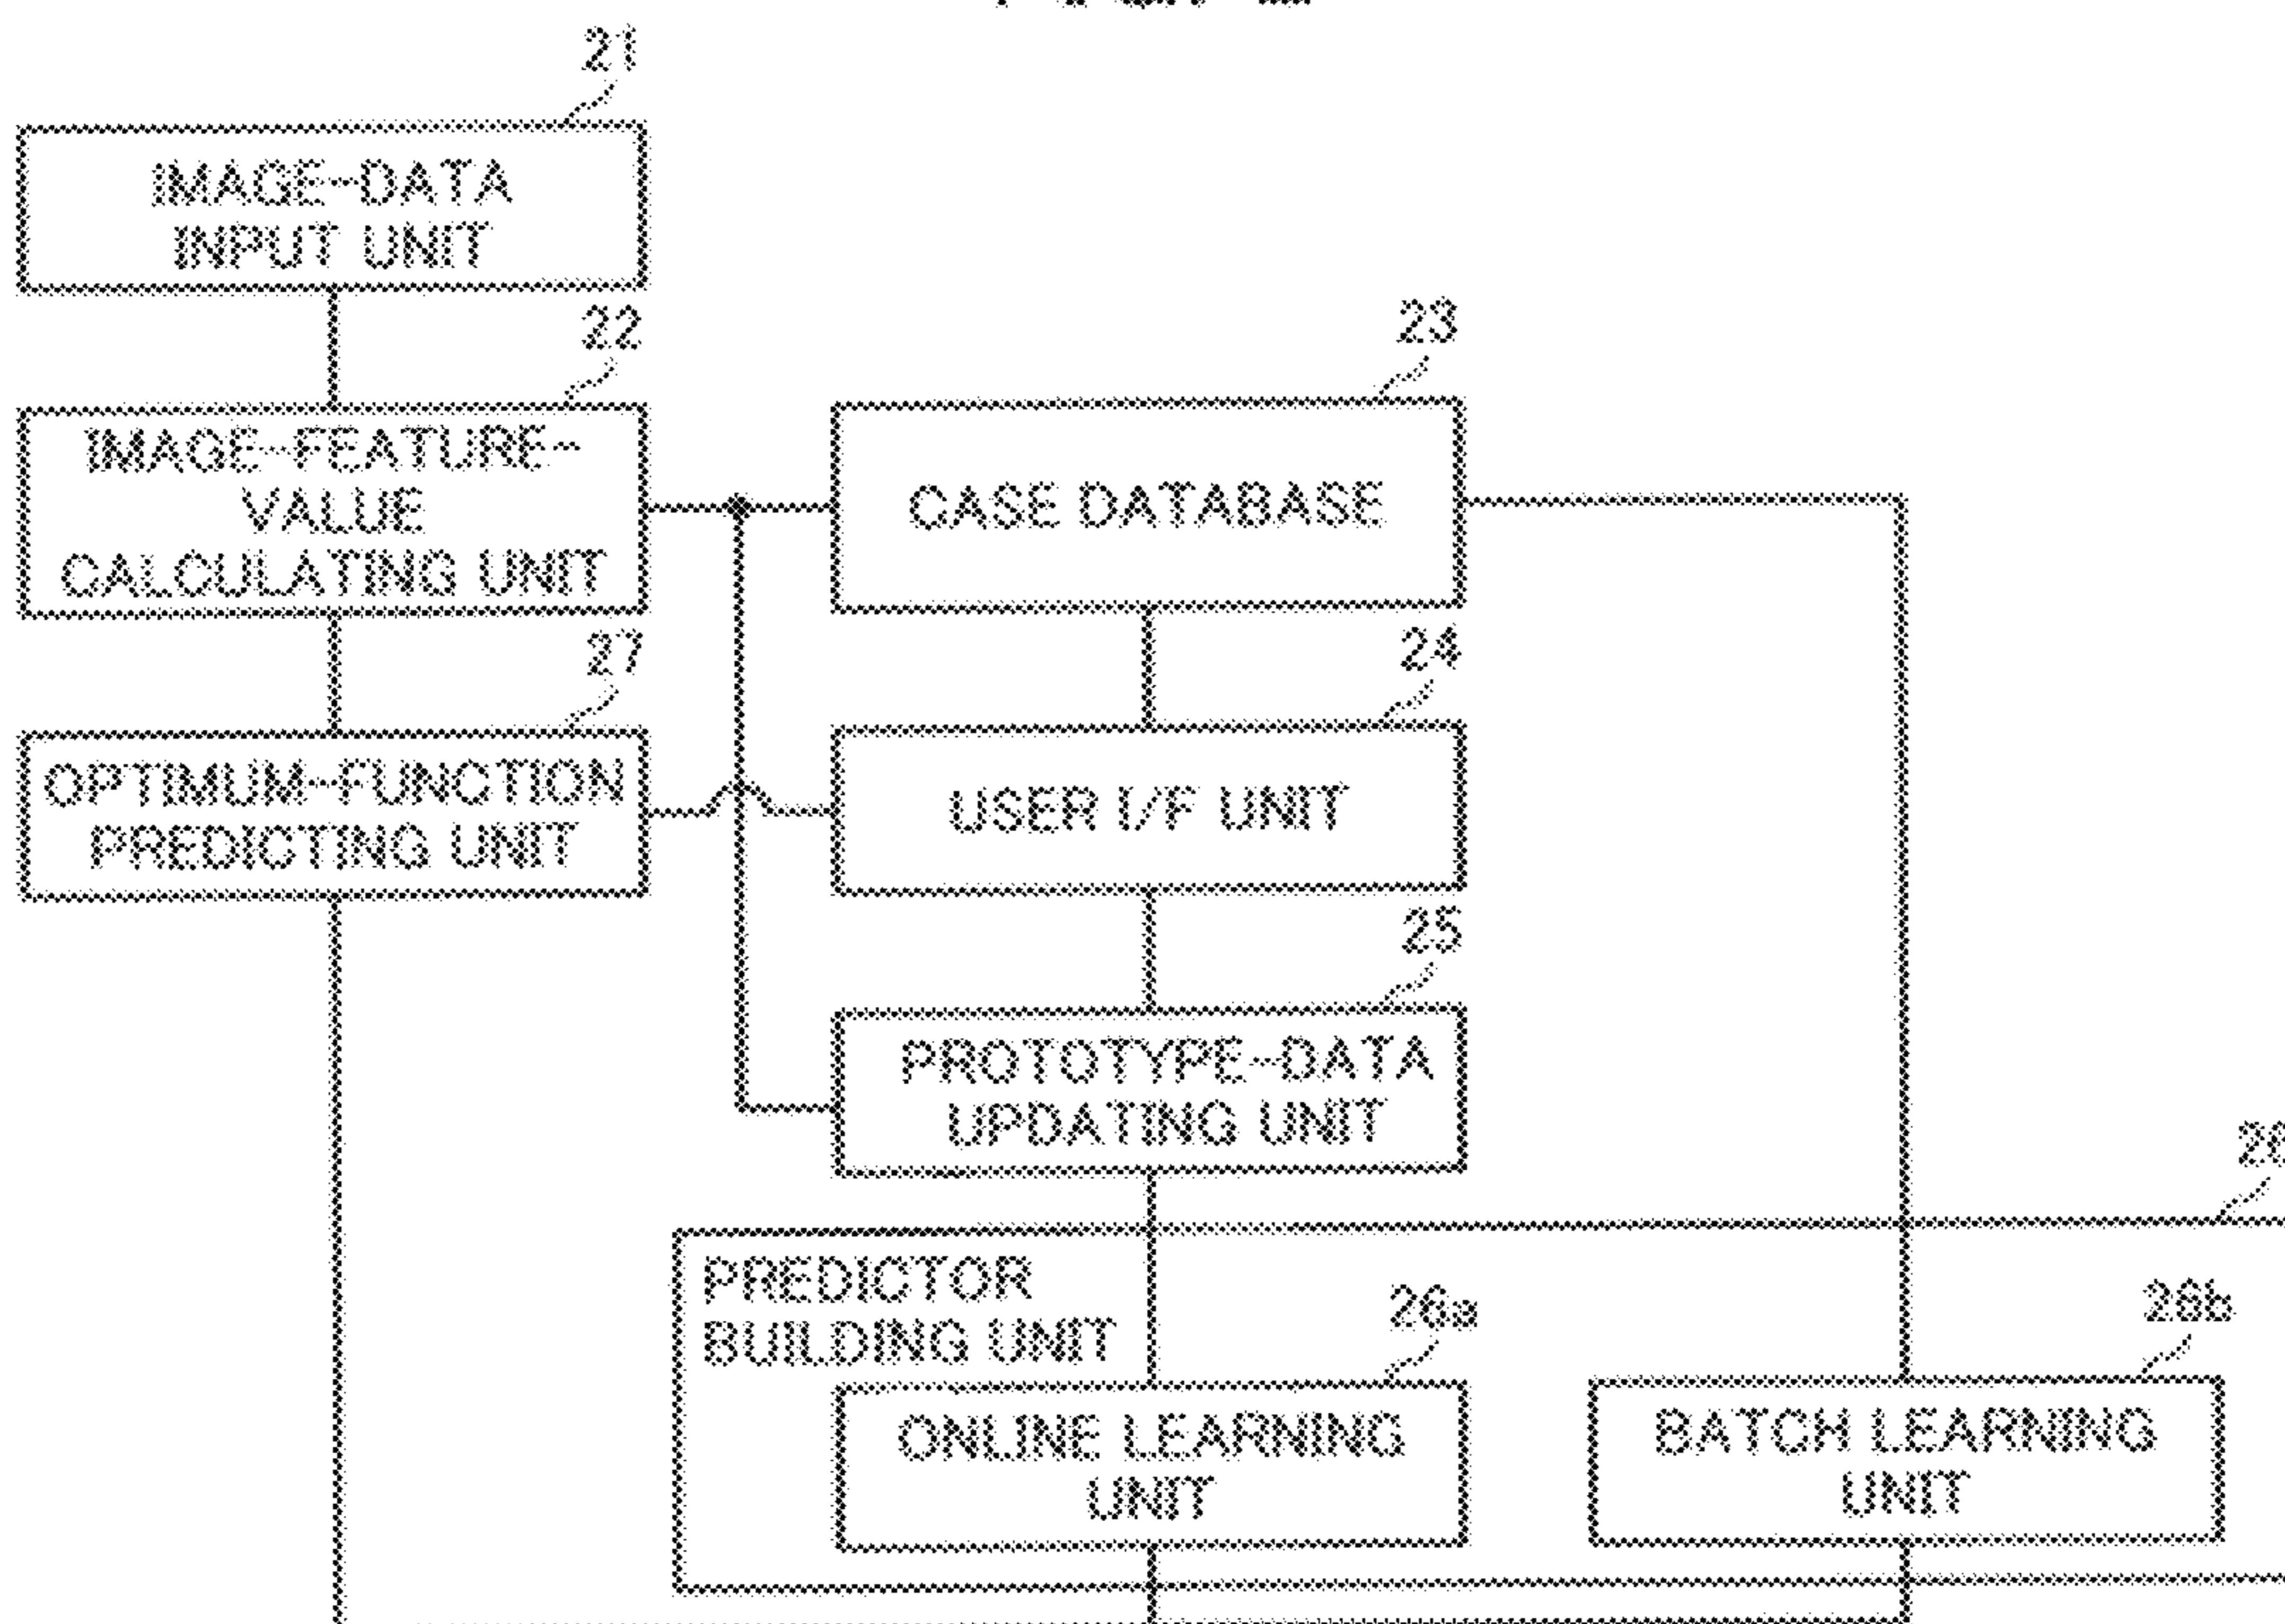 21
IMAGE-DATA
INPUT UNIT
22
IMAGE-FEATURE-
VALUE
CALCULATING UNIT
23
CASE DATABASE
27
OPTIMUM-FUNCTION
PREDICTING UNIT
24
USER I/F UNIT
25
PROTOTYPE-DATA
UPDATING UNIT
26
PREDICTOR
BUILDING UNIT
26a
ONLINE LEARNING
UNIT
26b
BATCH LEARNING
UNIT